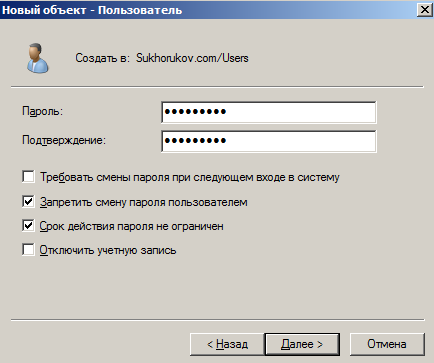 Новый объект - Пользователь
Создать в: Sukhorukov.com/Users
Пароль: •••••••••
Подтверждение: •••••••••
Требовать смены пароля при следующем входе в систему
Запретить смену пароля пользователем
Срок действия пароля не ограничен
Отключить учетную запись
< Назад Далее > Отмена